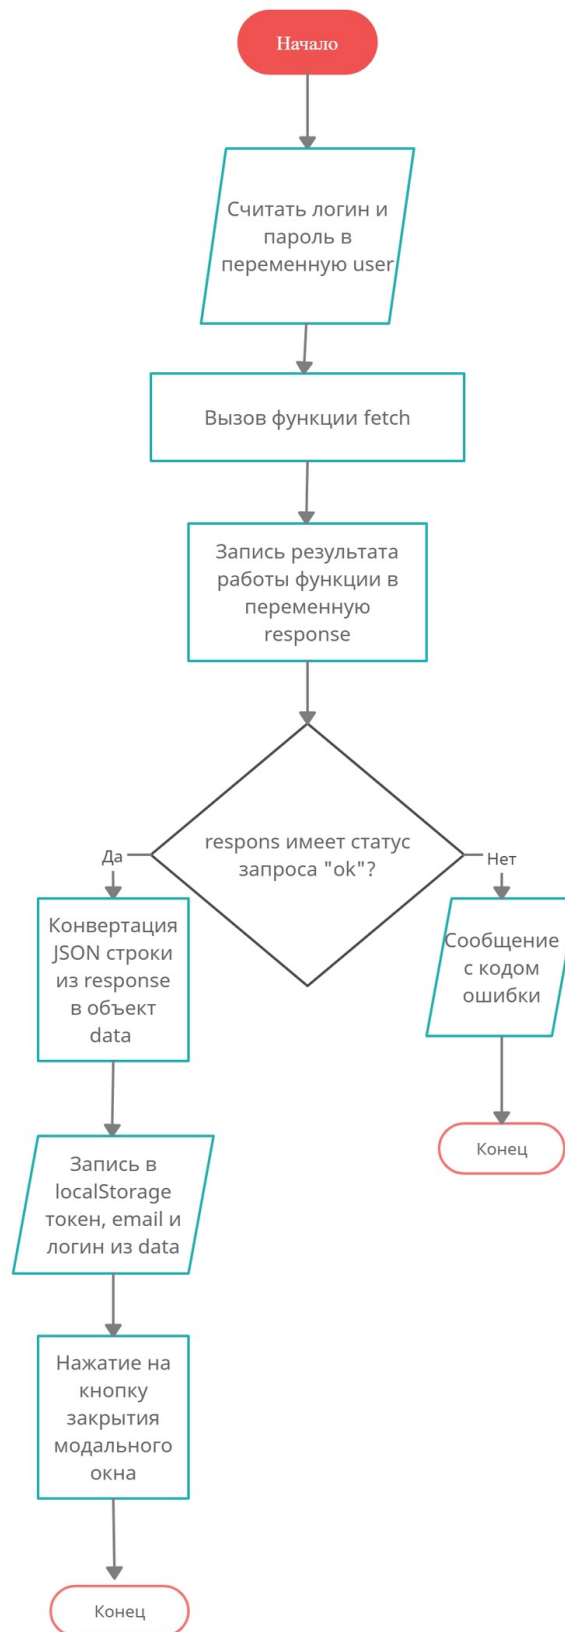 Начало
Считать логин и
пароль в
переменную user
Вызов функции fetch
Запись результата
работы функции в
переменную
response
respons имеет статус
запроса "ok"?
Да
Нет
Конвертация
JSON строки
из response
в объект
data
Сообщение
с кодом
ошибки
Конец
Запись в
localStorage
токен, email и
логин из data
Нажатие на
кнопку
закрытия
модального
окна
Конец